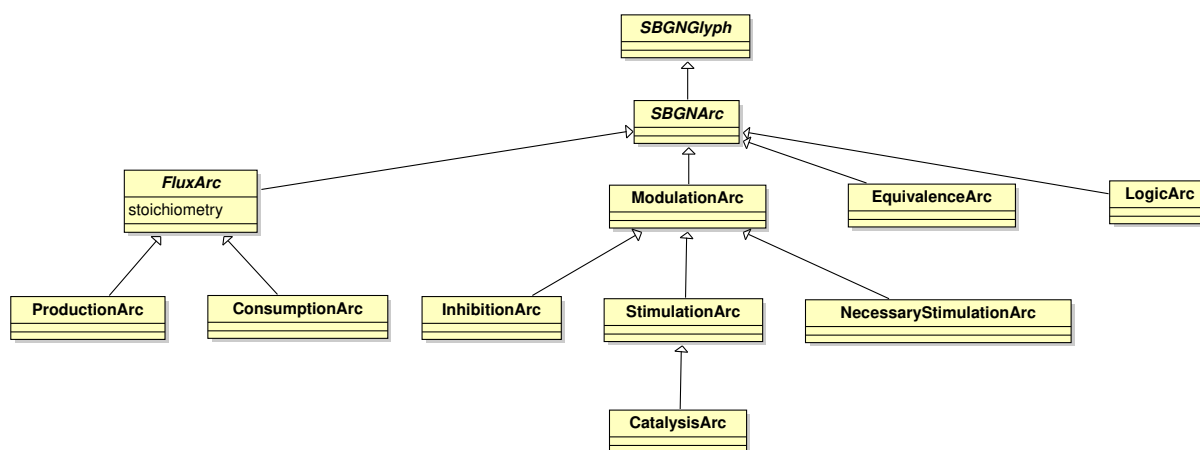 SBGNGlyph
SBGNArc
FluxArc
stoichiometry
ModulationArc
EquivalenceArc
LogicArc
ProductionArc
ConsumptionArc
InhibitionArc
StimulationArc
NecessaryStimulationArc
CatalysisArc